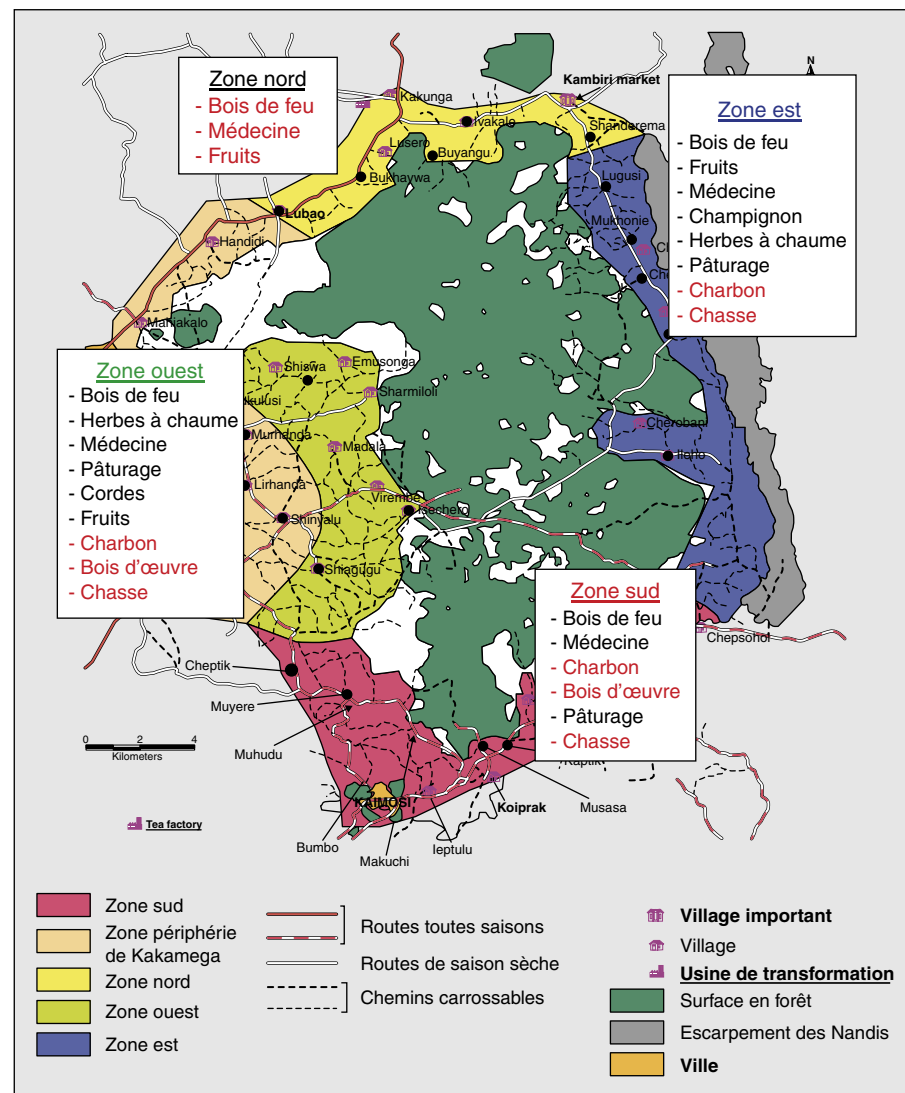 Zone nord
- Bois de feu
- Médecine
- Fruits
Kakunga
Kambiri market
N
Ivakale
Shanderema
Lusero
Buyangu
Bukhaywa
Lubao
Handidi
Maniakalo
Lugusi
Mukhonie
Zone est
- Bois de feu
- Fruits
- Médecine
- Champignon
- Herbes à chaume
- Pâturage
- Charbon
- Chasse
Zone ouest
- Bois de feu
- Herbes à chaume
- Médecine
- Pâturage
- Cordes
- Fruits
- Charbon
- Bois d'œuvre
- Chasse
Shiswa
Emusonga
Sharmiloli
Murhanda
Madala
Lirhanda
Virembe
Isechero
Shinyalu
Shiagugu
Cherobani
Ileho
Zone sud
- Bois de feu
- Médecine
- Charbon
- Bois d'œuvre
- Pâturage
- Chasse
Chepsohol
Cheptik
Muyere
Muhudu
0 2 4
Kilometers
Tea factory
KAIMOSI
Bumbo
Makuchi
Ieptulu
Koiprak
Musasa
Kaptik
Zone sud
Zone périphérie
de Kakamega
Zone nord
Zone ouest
Zone est
Routes toutes saisons
Routes de saison sèche
Chemins carrossables
Village important
Village
Usine de transformation
Surface en forêt
Escarpement des Nandis
Ville